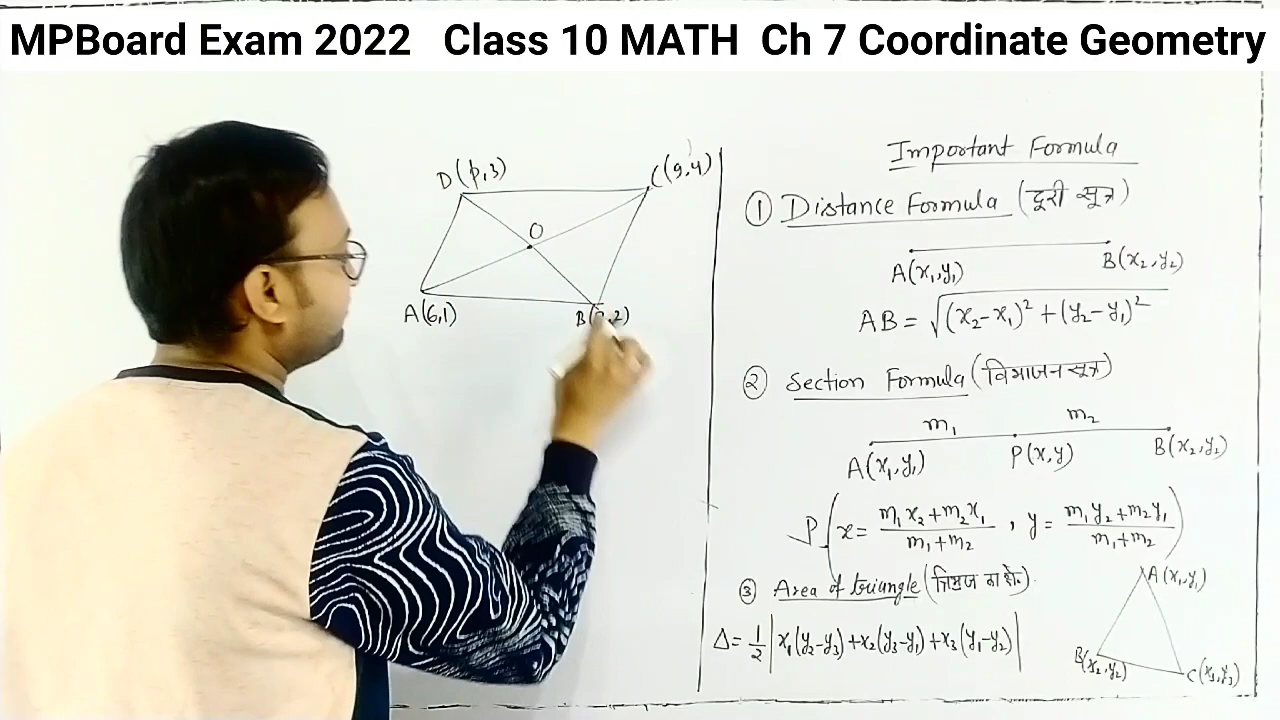 MPBoard Exam 2022 Class 10 MATH Ch 7 Coordinate Geometry
D(p,3)
C(9,4)
O
A(6,1)
B( ,2)
Important Formula
① Distance Formula (दूरी सूत्र)
A(x₁,y₁) B(x₂,y₂)
AB = √(x₂-x₁)² + (y₂-y₁)²
② Section Formula (विभाजन सूत्र)
m₁ m₂
A(x₁,y₁) P(x,y) B(x₂,y₂)
P(x = (m₁x₂+m₂x₁)/(m₁+m₂), y = (m₁y₂+m₂y₁)/(m₁+m₂))
③ Area of triangle (त्रिभुज का क्षे.)
Δ = 1/2 |x₁(y₂-y₃)+x₂(y₃-y₁)+x₃(y₁-y₂)|
A(x₁,y₁)
B(x₂,y₂)
C(x₃,y₃)